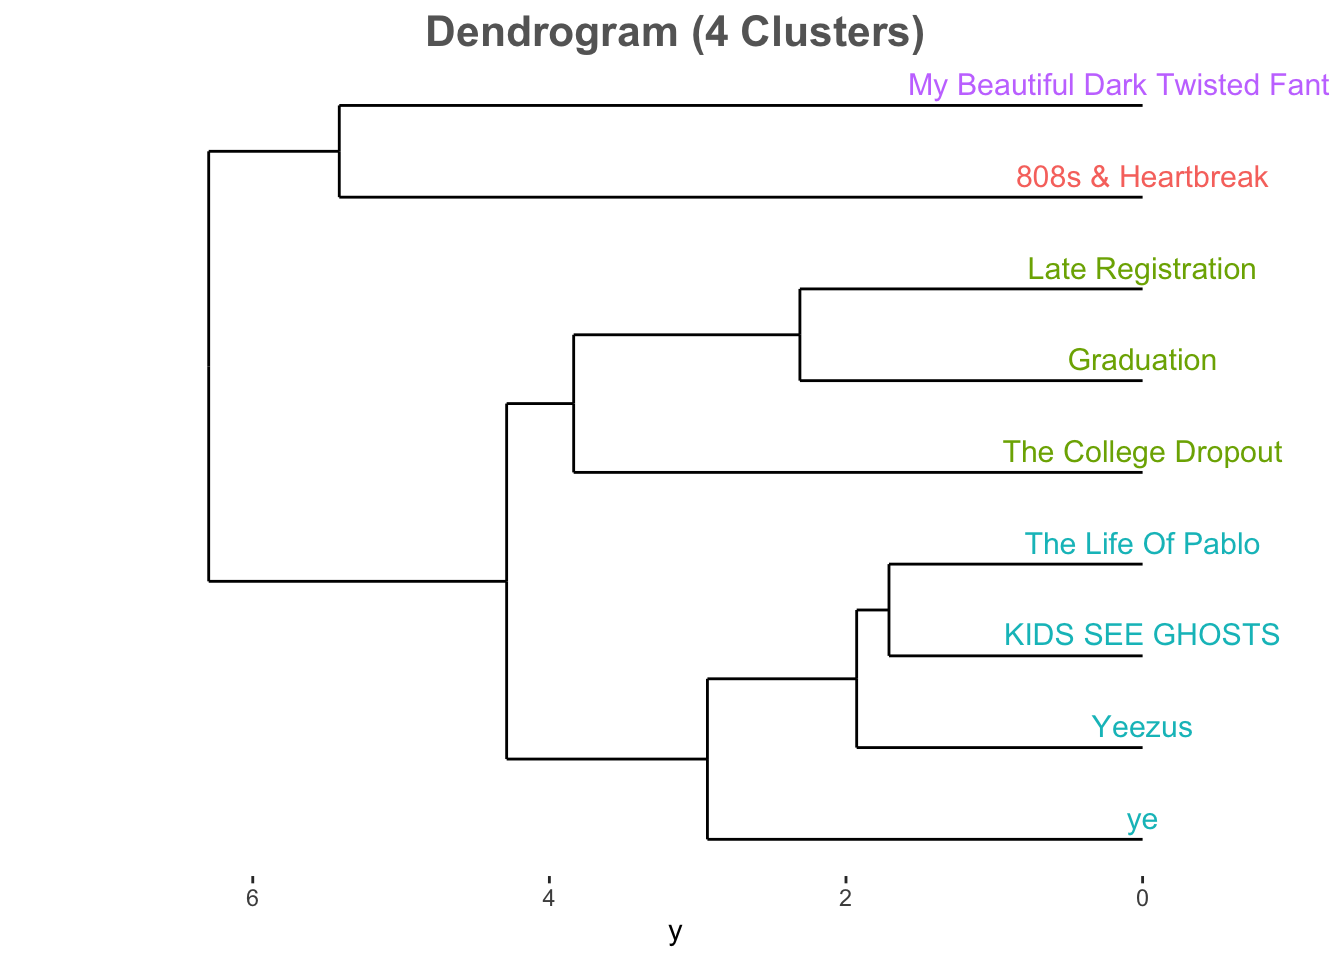 Dendrogram (4 Clusters)
My Beautiful Dark Twisted Fant
808s & Heartbreak
Late Registration
Graduation
The College Dropout
The Life Of Pablo
KIDS SEE GHOSTS
Yeezus
ye
6 4 2 0
y